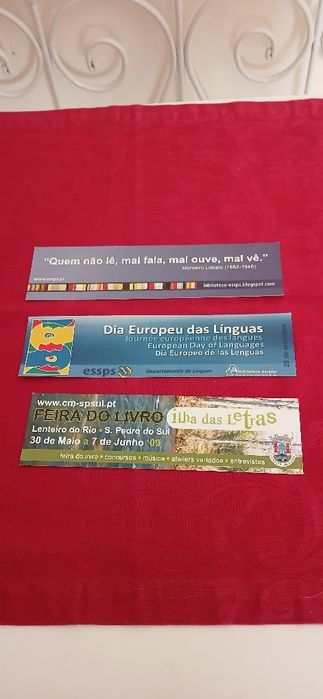 "Quem não lê, mal fala, mal ouve, mal vê."
Monteiro Lobato (1882-1948)
www.essps.pt
biblioteca-essps.blogspot.com
Dia Europeu das Línguas
Journée européenne des langues
European Day of Languages
Dia Europeo de las Lenguas
26 de setembro
essps
Departamento de Línguas
Biblioteca escolar
www.cm-spsul.pt
FEIRA DO LIVRO ilha das Letras
Lenteiro do Rio • S. Pedro do Sul
30 de Maio a 7 de Junho '09
feira do livro • concursos • música • ateliers variados • entrevistas